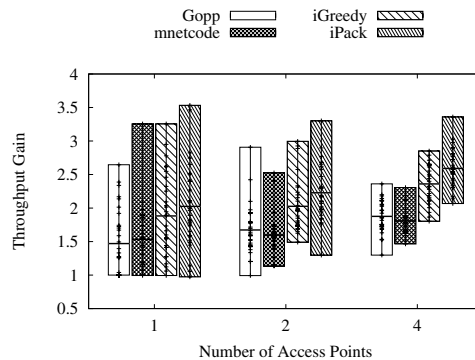 Gopp
mnetcode
iGreedy
iPack
4
3.5
3
2.5
2
1.5
1
0.5
Throughput Gain
1 2 4
Number of Access Points